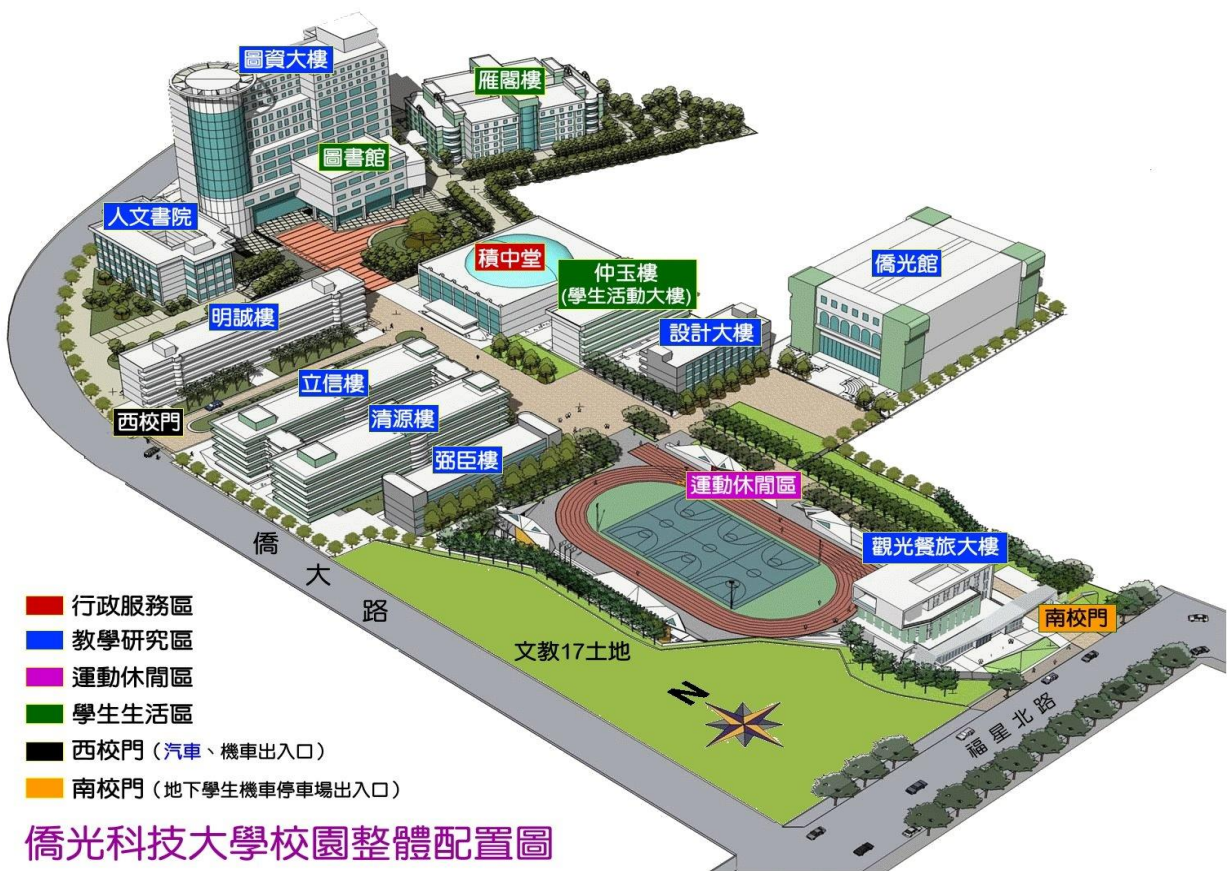 圖資大樓
雁閣樓
圖書館
人文書院
積中堂
仲玉樓
(學生活動大樓)
僑光館
明誠樓
設計大樓
立信樓
西校門
清源樓
弼臣樓
運動休閒區
僑大路
觀光餐旅大樓
南校門
文教17土地
N
福星北路
行政服務區
教學研究區
運動休閒區
學生生活區
西校門（汽車、機車出入口）
南校門（地下學生機車停車場出入口）
僑光科技大學校園整體配置圖